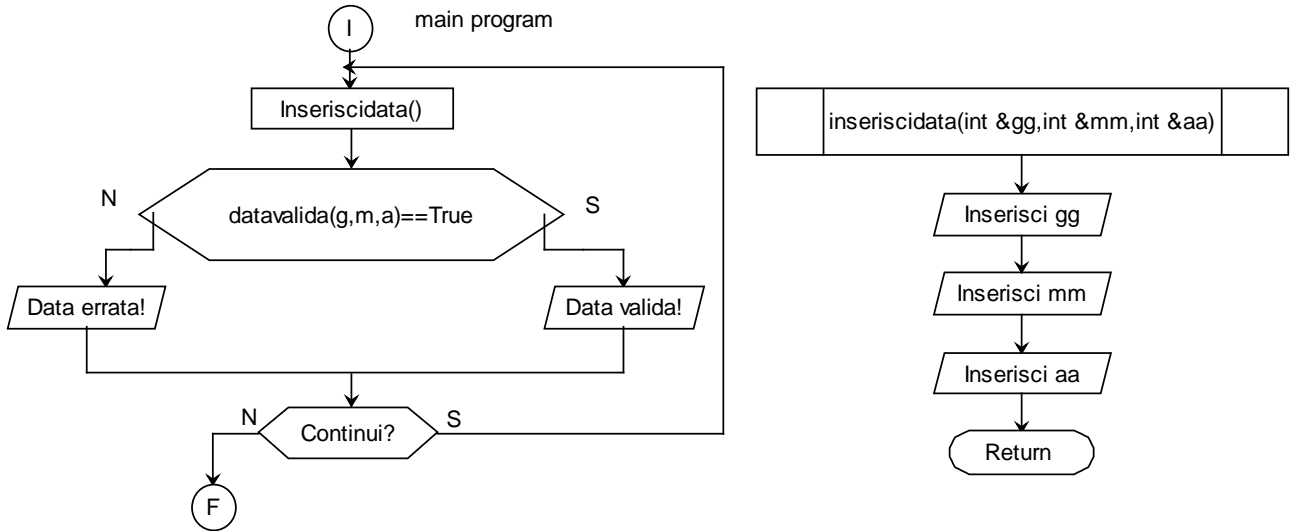 I
main program
Inseriscidata()
N
datavalida(g,m,a)==True
S
Data errata!
Data valida!
N
Continui?
S
F
inseriscidata(int &gg,int &mm,int &aa)
Inserisci gg
Inserisci mm
Inserisci aa
Return